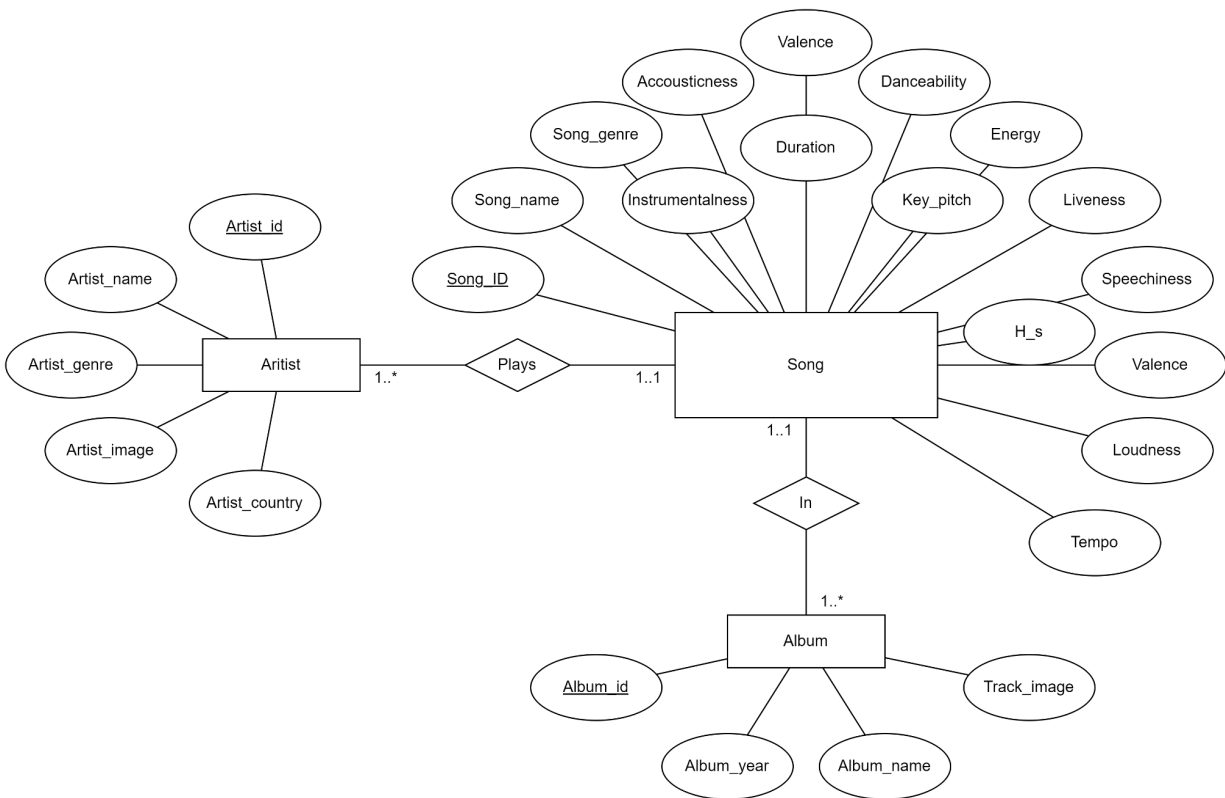 Valence
Accousticness
Danceability
Song_genre
Duration
Energy
Song_name
Instrumentalness
Key_pitch
Liveness
Artist_id
Artist_name
Song_ID
Speechiness
H_s
Artist_genre
Aritist
1..*
Plays
1..1
Song
Valence
Artist_image
1..1
Loudness
Artist_country
In
Tempo
1..*
Album
Album_id
Track_image
Album_year
Album_name